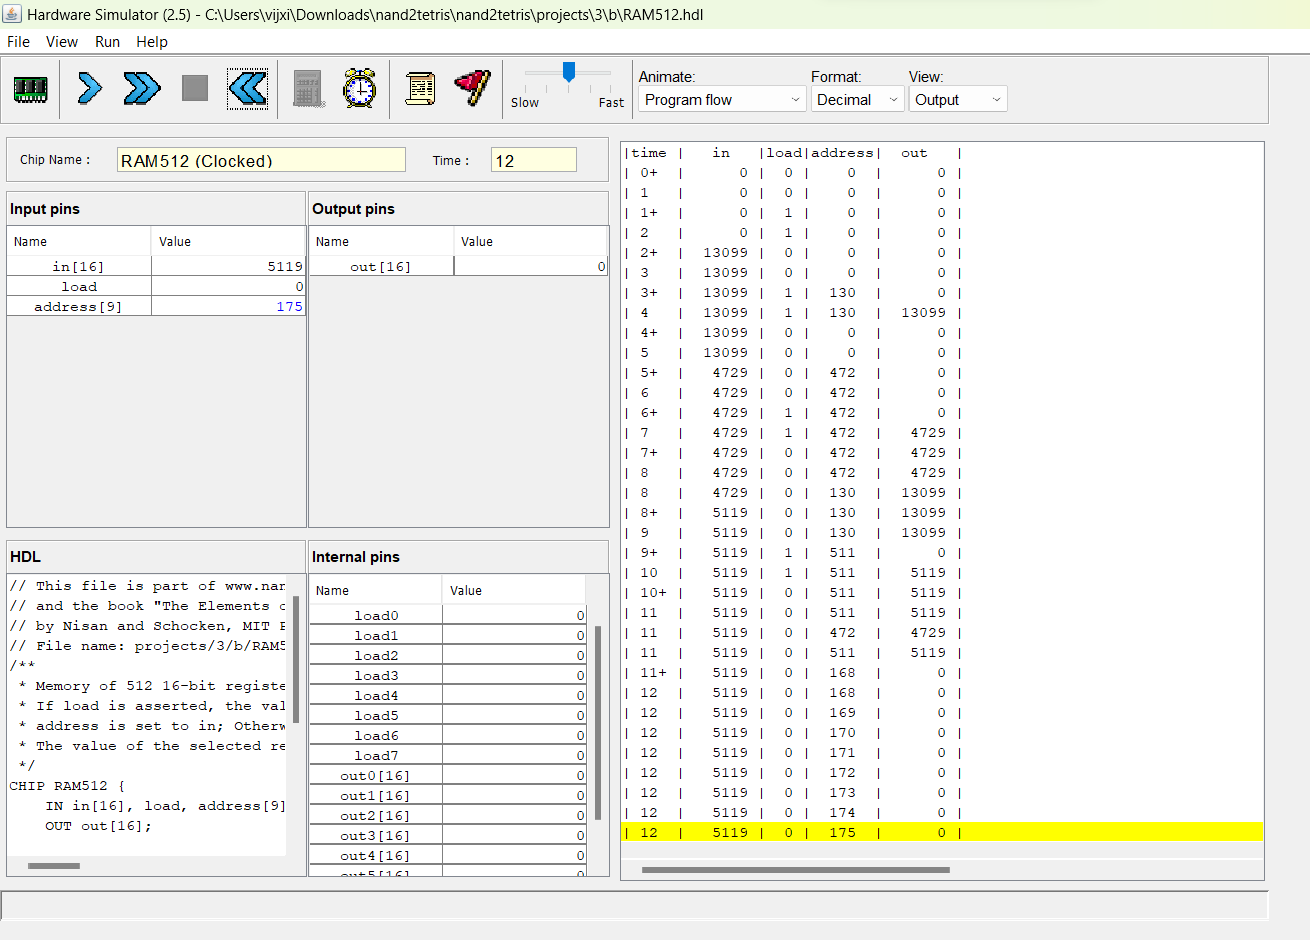 Hardware Simulator (2.5) - C:\Users\vijxi\Downloads\nand2tetris\nand2tetris\projects\3\b\RAM512.hdl
File View Run Help
Slow Fast
Animate: Format: View:
Program flow Decimal Output
Chip Name : RAM512 (Clocked) Time : 12
Input pins
Name Value
in[16] 5119
load 0
address[9] 175
Output pins
Name Value
out[16] 0
HDL
// This file is part of www.nan
// and the book "The Elements o
// by Nisan and Schocken, MIT P
// File name: projects/3/b/RAM5
/**
* Memory of 512 16-bit registe
* If load is asserted, the val
* address is set to in; Otherw
* The value of the selected re
*/
CHIP RAM512 {
IN in[16], load, address[9]
OUT out[16];
Internal pins
Name Value
load0 0
load1 0
load2 0
load3 0
load4 0
load5 0
load6 0
load7 0
out0[16] 0
out1[16] 0
out2[16] 0
out3[16] 0
out4[16] 0
out5[16] 0
|time | in |load|address| out |
| 0+ | 0 | 0 | 0 | 0 |
| 1 | 0 | 0 | 0 | 0 |
| 1+ | 0 | 1 | 0 | 0 |
| 2 | 0 | 1 | 0 | 0 |
| 2+ | 13099 | 0 | 0 | 0 |
| 3 | 13099 | 0 | 0 | 0 |
| 3+ | 13099 | 1 | 130 | 0 |
| 4 | 13099 | 1 | 130 | 13099 |
| 4+ | 13099 | 0 | 0 | 0 |
| 5 | 13099 | 0 | 0 | 0 |
| 5+ | 4729 | 0 | 472 | 0 |
| 6 | 4729 | 0 | 472 | 0 |
| 6+ | 4729 | 1 | 472 | 0 |
| 7 | 4729 | 1 | 472 | 4729 |
| 7+ | 4729 | 0 | 472 | 4729 |
| 8 | 4729 | 0 | 472 | 4729 |
| 8 | 4729 | 0 | 130 | 13099 |
| 8+ | 5119 | 0 | 130 | 13099 |
| 9 | 5119 | 0 | 130 | 13099 |
| 9+ | 5119 | 1 | 511 | 0 |
| 10 | 5119 | 1 | 511 | 5119 |
| 10+ | 5119 | 0 | 511 | 5119 |
| 11 | 5119 | 0 | 511 | 5119 |
| 11 | 5119 | 0 | 472 | 4729 |
| 11 | 5119 | 0 | 511 | 5119 |
| 11+ | 5119 | 0 | 168 | 0 |
| 12 | 5119 | 0 | 168 | 0 |
| 12 | 5119 | 0 | 169 | 0 |
| 12 | 5119 | 0 | 170 | 0 |
| 12 | 5119 | 0 | 171 | 0 |
| 12 | 5119 | 0 | 172 | 0 |
| 12 | 5119 | 0 | 173 | 0 |
| 12 | 5119 | 0 | 174 | 0 |
| 12 | 5119 | 0 | 175 | 0 |